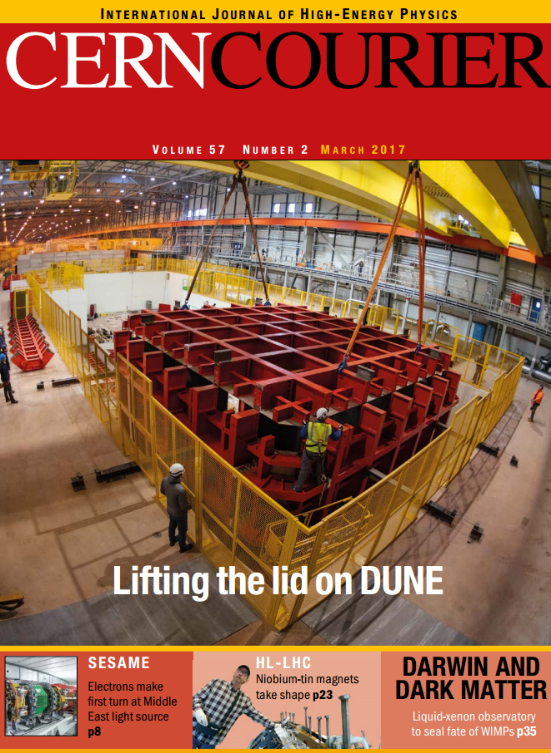 INTERNATIONAL JOURNAL OF HIGH-ENERGY PHYSICS
CERNCOURIER
VOLUME 57 NUMBER 2 MARCH 2017
Lifting the lid on DUNE
SESAME
Electrons make
first turn at Middle
East light source
p8
HL-LHC
Niobium-tin magnets
take shape p23
DARWIN AND
DARK MATTER
Liquid-xenon observatory
to seal fate of WIMPs p35